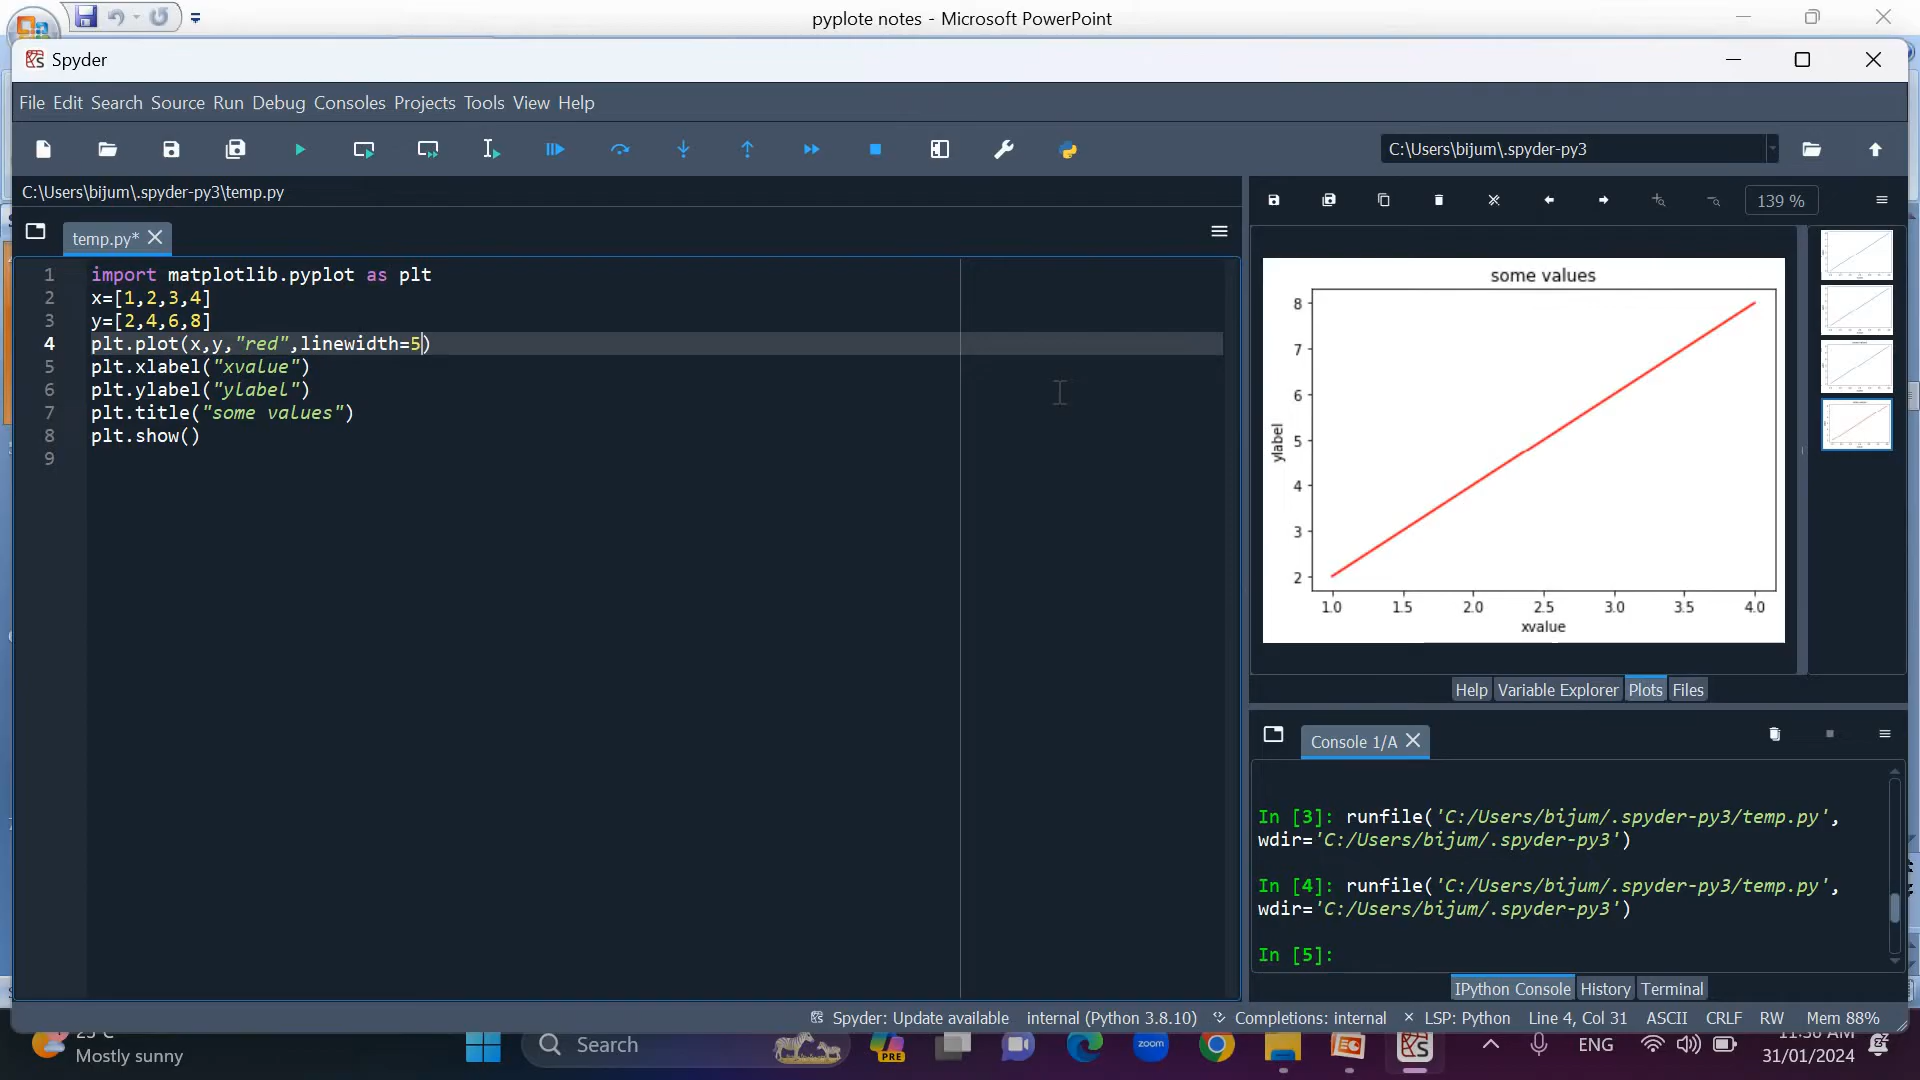 pyplote notes - Microsoft PowerPoint
Spyder
File Edit Search Source Run Debug Consoles Projects Tools View Help
C:\Users\bijum\.spyder-py3
C:\Users\bijum\.spyder-py3\temp.py
139 %
temp.py*
1 import matplotlib.pyplot as plt
2 x=[1,2,3,4]
3 y=[2,4,6,8]
4 plt.plot(x,y,"red",linewidth=5)
5 plt.xlabel("xvalue")
6 plt.ylabel("ylabel")
7 plt.title("some values")
8 plt.show()
9
some values
8
7
6
5
4
3
2
ylabel
1.0 1.5 2.0 2.5 3.0 3.5 4.0
xvalue
Help Variable Explorer Plots Files
Console 1/A
In [3]: runfile('C:/Users/bijum/.spyder-py3/temp.py',
wdir='C:/Users/bijum/.spyder-py3')
In [4]: runfile('C:/Users/bijum/.spyder-py3/temp.py',
wdir='C:/Users/bijum/.spyder-py3')
In [5]:
IPython Console History Terminal
Spyder: Update available internal (Python 3.8.10) Completions: internal LSP: Python Line 4, Col 31 ASCII CRLF RW Mem 88%
Mostly sunny
Search
PRE
zoom
ENG
31/01/2024